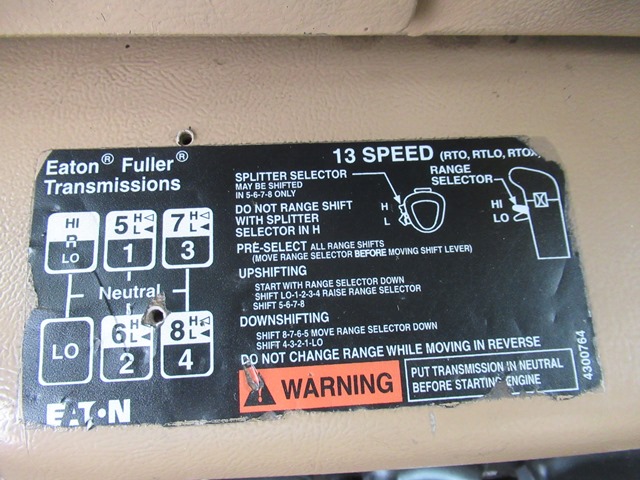 Eaton® Fuller®
Transmissions
13 SPEED (RTO, RTLO, RTOX)
HI
R
LO
5 H
L
1
7 H
L
3
Neutral
LO
6 H
L
2
8 H
L
4
EATON
SPLITTER SELECTOR
MAY BE SHIFTED
IN 5-6-7-8 ONLY
H
L
RANGE
SELECTOR
HI
LO
DO NOT RANGE SHIFT
WITH SPLITTER
SELECTOR IN H
PRE-SELECT ALL RANGE SHIFTS
(MOVE RANGE SELECTOR BEFORE MOVING SHIFT LEVER)
UPSHIFTING
START WITH RANGE SELECTOR DOWN
SHIFT LO-1-2-3-4 RAISE RANGE SELECTOR
SHIFT 5-6-7-8
DOWNSHIFTING
SHIFT 8-7-6-5 MOVE RANGE SELECTOR DOWN
SHIFT 4-3-2-1-LO
DO NOT CHANGE RANGE WHILE MOVING IN REVERSE
WARNING
PUT TRANSMISSION IN NEUTRAL
BEFORE STARTING ENGINE
4300764